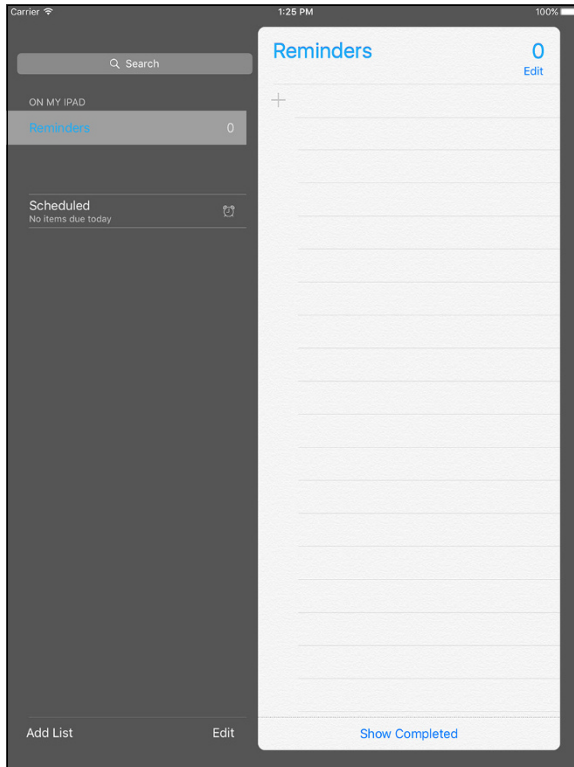 Carrier 1:25 PM 100%
Search
ON MY IPAD
Reminders 0
Scheduled
No items due today
Add List Edit
Reminders 0
Edit
Show Completed